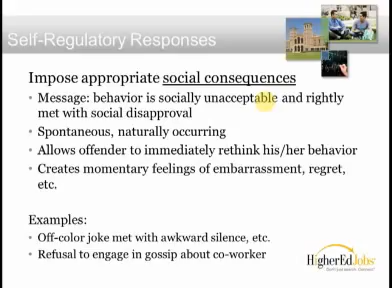 Self-Regulatory Responses
Impose appropriate social consequences
• Message: behavior is socially unacceptable and rightly
met with social disapproval
• Spontaneous, naturally occurring
• Allows offender to immediately rethink his/her behavior
• Creates momentary feelings of embarrassment, regret,
etc.
Examples:
• Off-color joke met with awkward silence, etc.
• Refusal to engage in gossip about co-worker
HigherEdJobs